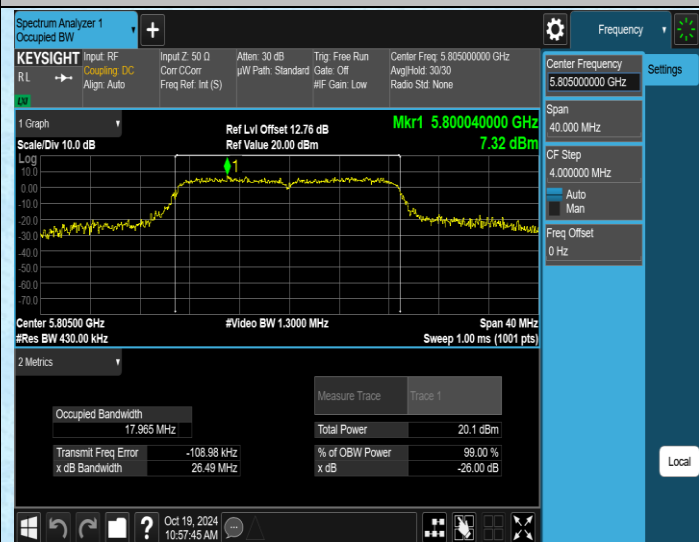 Spectrum Analyzer 1
Occupied BW
+
Frequency
KEYSIGHT
RL
LM
Input: RF
Coupling: DC
Align: Auto
Input Z: 50 Ω
Corr CCorr
Freq Ref: Int (S)
Atten: 30 dB
µW Path: Standard
Trig: Free Run
Gate: Off
#IF Gain: Low
Center Freq: 5.805000000 GHz
Avg|Hold: 30/30
Radio Std: None
Center Frequency
5.805000000 GHz
Settings
Span
40.000 MHz
CF Step
4.000000 MHz
Auto
Man
Freq Offset
0 Hz
1 Graph
Scale/Div 10.0 dB
Ref Lvl Offset 12.76 dB
Ref Value 20.00 dBm
Mkr1 5.800040000 GHz
7.32 dBm
Log
1
10.0
0.00
-10.0
-20.0
-30.0
-40.0
-50.0
-60.0
-70.0
Center 5.80500 GHz
#Res BW 430.00 kHz
#Video BW 1.3000 MHz
Span 40 MHz
Sweep 1.00 ms (1001 pts)
2 Metrics
Measure Trace Trace 1
Occupied Bandwidth
17.965 MHz
Total Power 20.1 dBm
Transmit Freq Error -108.98 kHz
% of OBW Power 99.00 %
x dB Bandwidth 26.49 MHz
x dB -26.00 dB
Local
?
Oct 19, 2024
10:57:45 AM